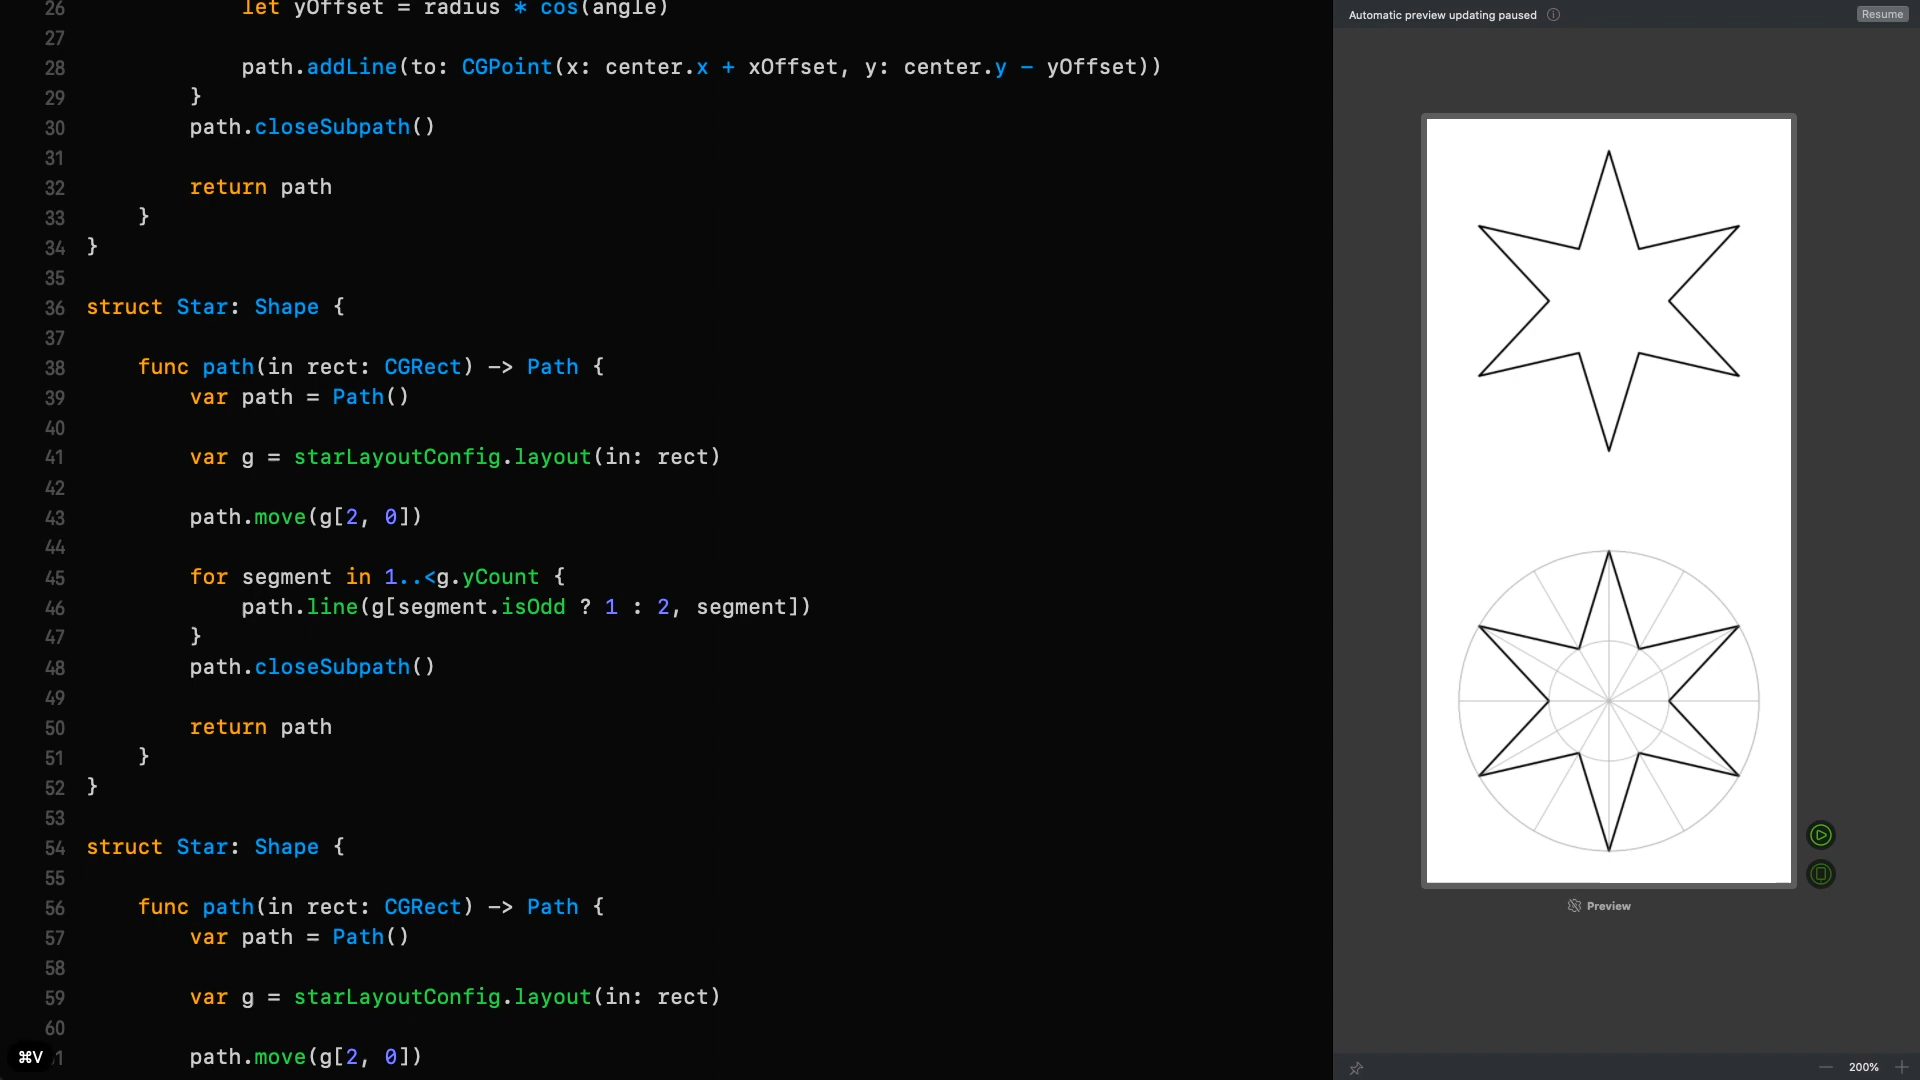 26 let yOffset = radius * cos(angle)
27
28 path.addLine(to: CGPoint(x: center.x + xOffset, y: center.y - yOffset))
29 }
30 path.closeSubpath()
31
32 return path
33 }
34 }
35
36 struct Star: Shape {
37
38 func path(in rect: CGRect) -> Path {
39 var path = Path()
40
41 var g = starLayoutConfig.layout(in: rect)
42
43 path.move(g[2, 0])
44
45 for segment in 1..<g.yCount {
46 path.line(g[segment.isOdd ? 1 : 2, segment])
47 }
48 path.closeSubpath()
49
50 return path
51 }
52 }
53
54 struct Star: Shape {
55
56 func path(in rect: CGRect) -> Path {
57 var path = Path()
58
59 var g = starLayoutConfig.layout(in: rect)
60
path.move(g[2, 0])
⌘V
Automatic preview updating paused
Resume
Preview
200%